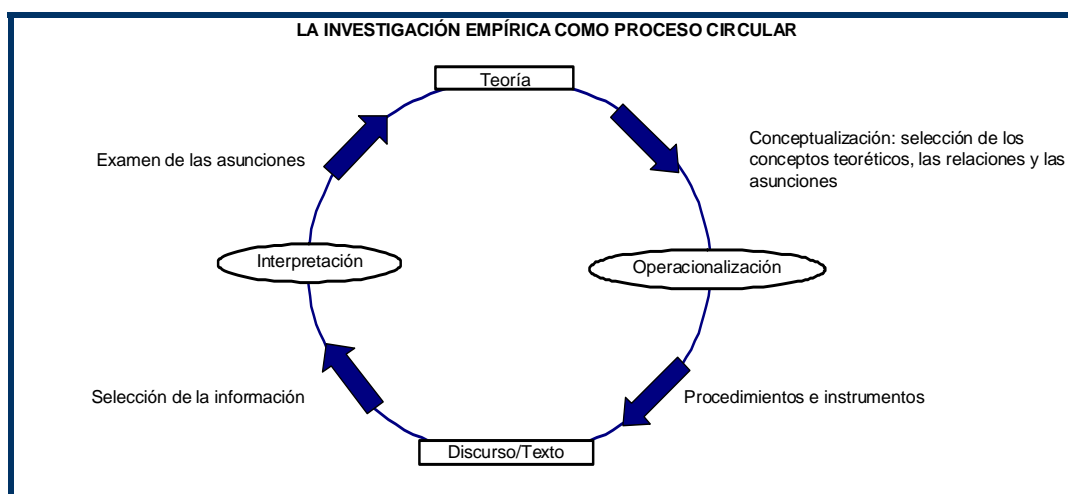 LA INVESTIGACIÓN EMPÍRICA COMO PROCESO CIRCULAR
Teoría
Conceptualización: selección de los
conceptos teoréticos, las relaciones y las
asunciones
Examen de las asunciones
Interpretación
Operacionalización
Selección de la información
Procedimientos e instrumentos
Discurso/Texto